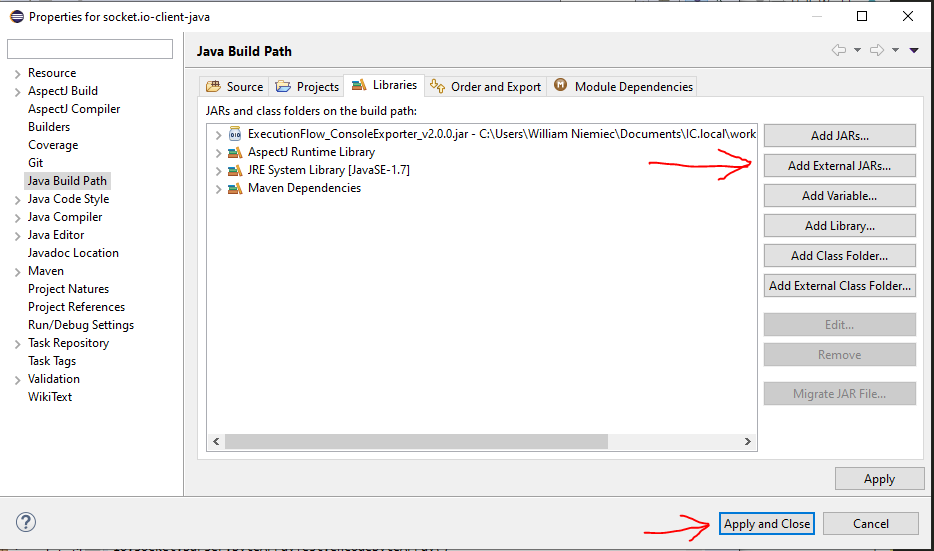 Properties for socket.io-client-java
Java Build Path
Resource
AspectJ Build
AspectJ Compiler
Builders
Coverage
Git
Java Build Path
Java Code Style
Java Compiler
Java Editor
Javadoc Location
Maven
Project Natures
Project References
Run/Debug Settings
Task Repository
Task Tags
Validation
WikiText
Source
Projects
Libraries
Order and Export
Module Dependencies
JARs and class folders on the build path:
ExecutionFlow_ConsoleExporter_v2.0.0.jar - C:\Users\William Niemiec\Documents\IC.local\work
AspectJ Runtime Library
JRE System Library [JavaSE-1.7]
Maven Dependencies
Add JARs...
Add External JARs...
Add Variable...
Add Library...
Add Class Folder...
Add External Class Folder...
Edit...
Remove
Migrate JAR File...
Apply
Apply and Close
Cancel